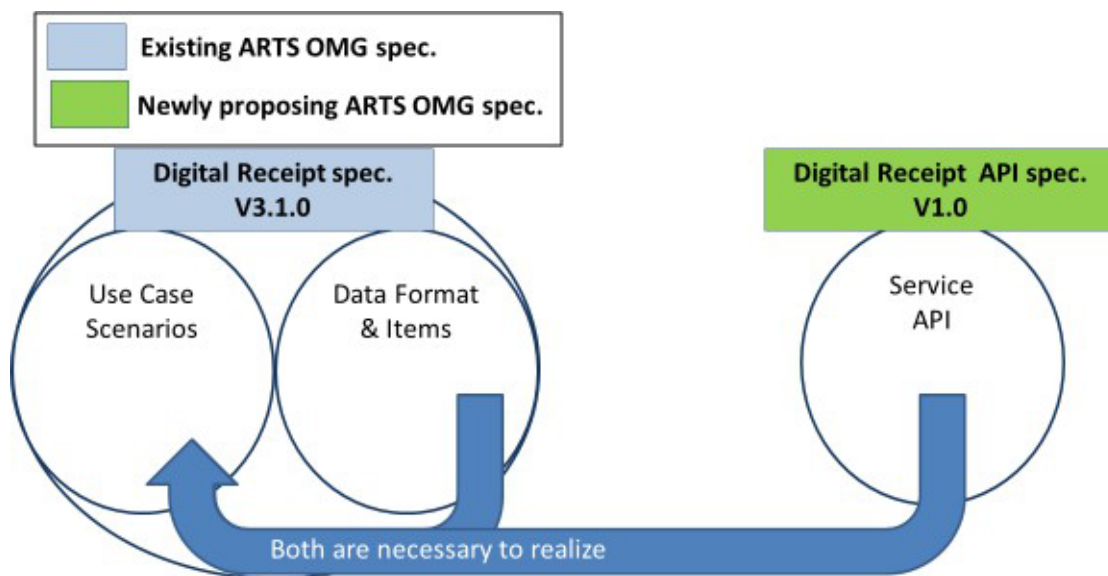 Existing ARTS OMG spec.
Newly proposing ARTS OMG spec.
Digital Receipt spec.
V3.1.0
Digital Receipt API spec.
V1.0
Use Case
Scenarios
Data Format
& Items
Service
API
Both are necessary to realize